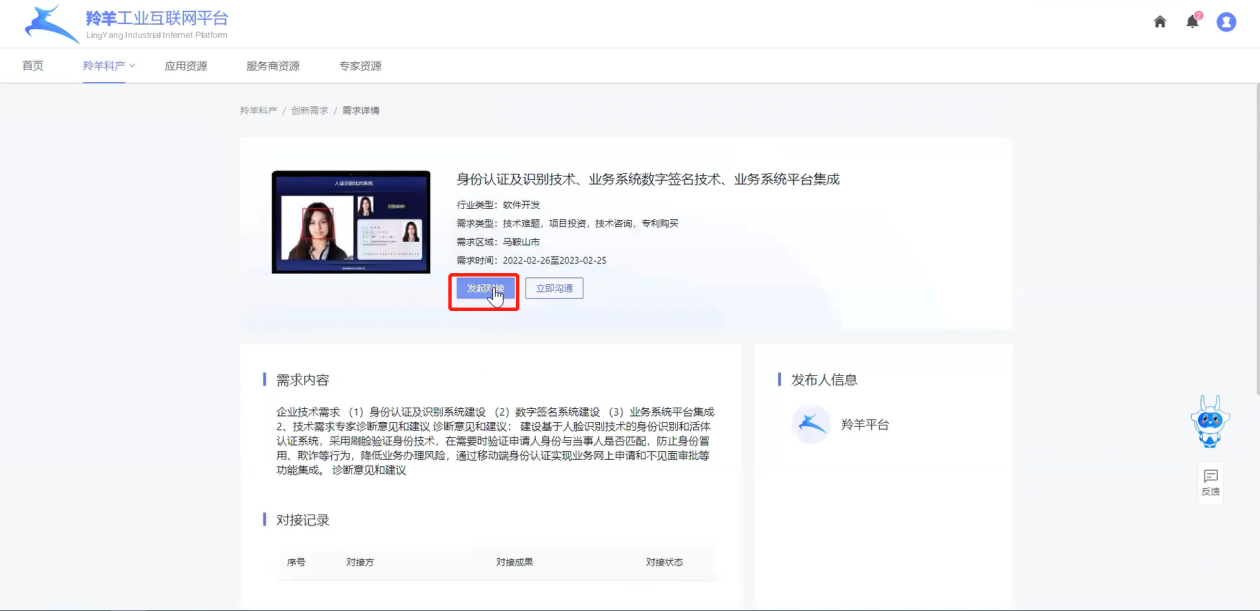 羚羊工业互联网平台
LingYang Industrial Internet Platform
2
首页
羚羊科产
应用资源
服务商资源
专家资源
羚羊科产 / 创新需求 / 需求详情
身份认证及识别技术、业务系统数字签名技术、业务系统平台集成
行业类型：软件开发
需求类型：技术难题，项目投资，技术咨询，专利购买
需求区域：马鞍山市
需求时间：2022-02-26至2023-02-25
发起对接
立即沟通
需求内容
企业技术需求 （1）身份认证及识别系统建设 （2）数字签名系统建设 （3）业务系统平台集成
2、技术需求专家诊断意见和建议 诊断意见和建议： 建设基于人脸识别技术的身份识别和活体
认证系统，采用刷脸验证身份技术，在需要时验证申请人身份与当事人是否匹配，防止身份冒
用、欺诈等行为，降低业务办理风险，通过移动端身份认证实现业务网上申请和不见面审批等
功能集成。 诊断意见和建议
发布人信息
羚羊平台
反馈
对接记录
序号
对接方
对接成果
对接状态